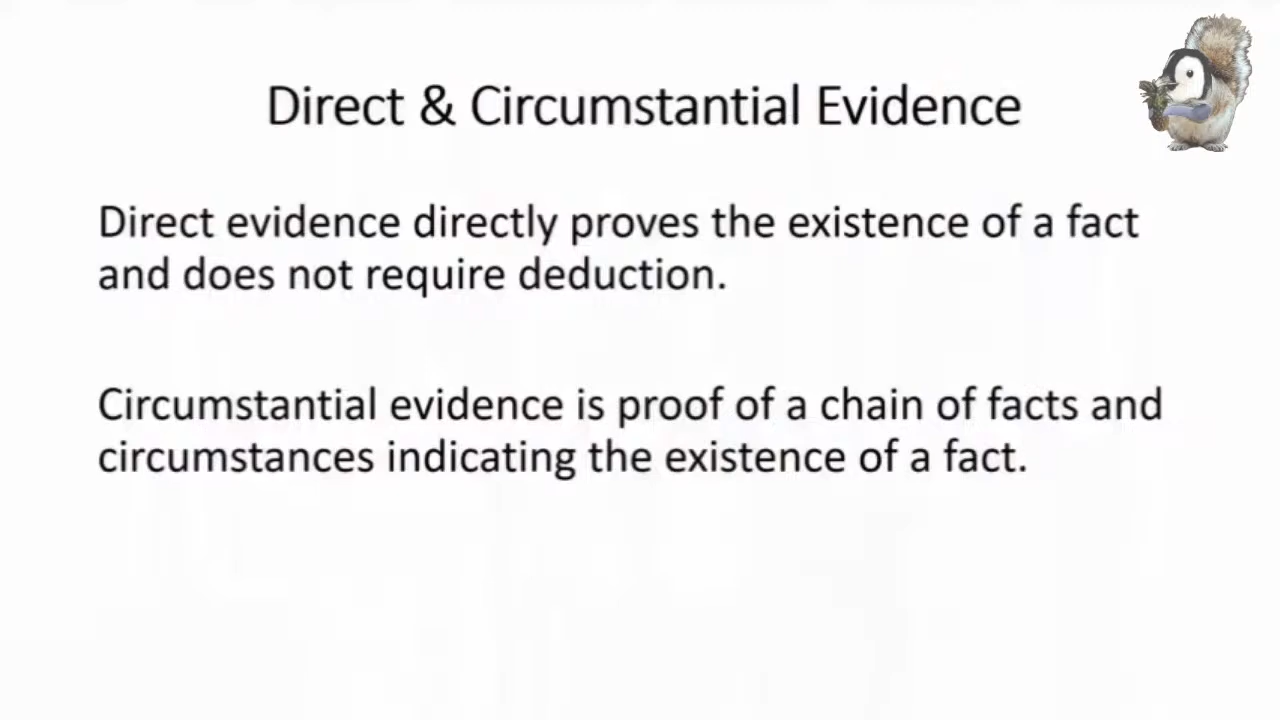 Direct & Circumstantial Evidence
Direct evidence directly proves the existence of a fact
and does not require deduction.
Circumstantial evidence is proof of a chain of facts and
circumstances indicating the existence of a fact.